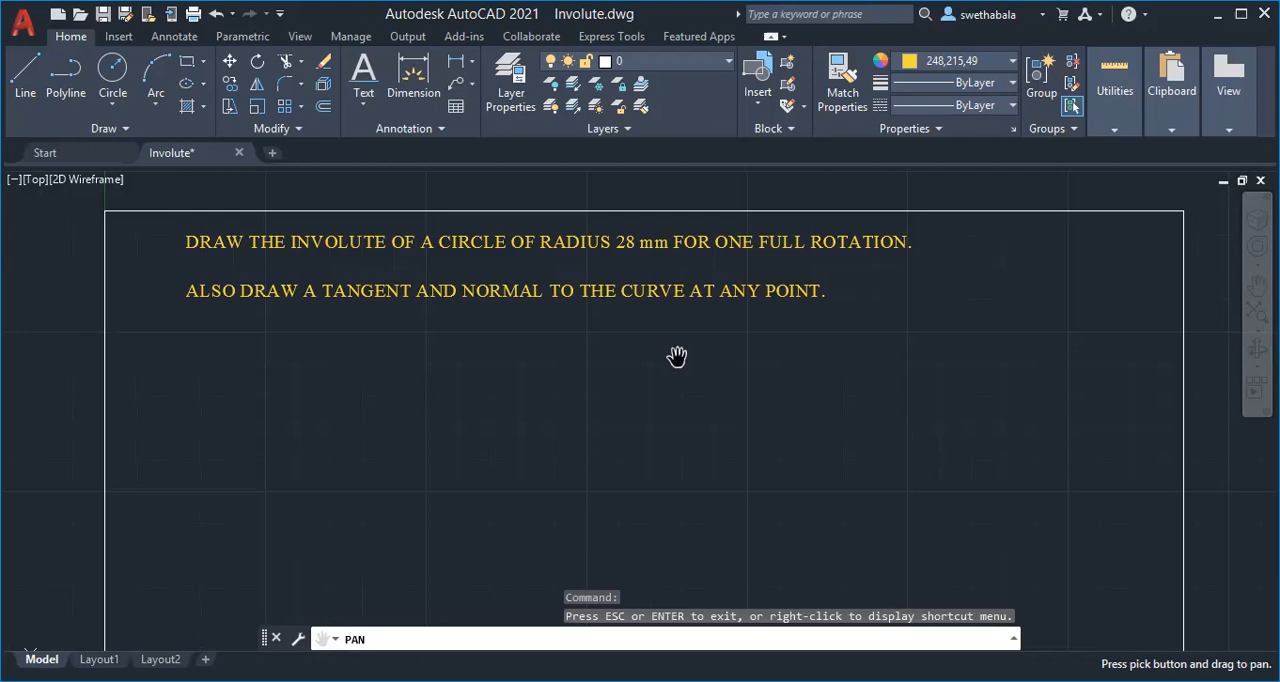 Autodesk AutoCAD 2021 Involute.dwg
Type a keyword or phrase
swethabala
Home Insert Annotate Parametric View Manage Output Add-ins Collaborate Express Tools Featured Apps
Line Polyline Circle Arc
Text Dimension
Layer Properties
0
Insert
Match Properties
248,215,49
ByLayer
ByLayer
Group
Utilities Clipboard View
Draw Modify Annotation Layers Block Properties Groups
Start Involute*
[−][Top][2D Wireframe]
DRAW THE INVOLUTE OF A CIRCLE OF RADIUS 28 mm FOR ONE FULL ROTATION.
ALSO DRAW A TANGENT AND NORMAL TO THE CURVE AT ANY POINT.
Command:
Press ESC or ENTER to exit, or right-click to display shortcut menu.
PAN
Model Layout1 Layout2
Press pick button and drag to pan.